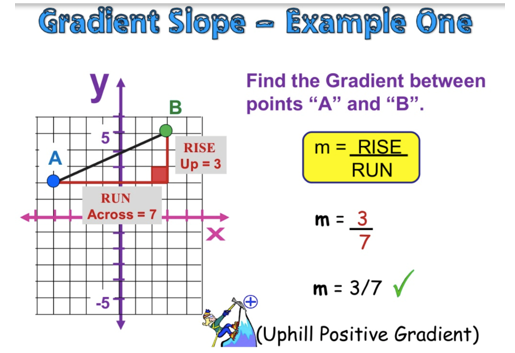 Gradient Slope – Example One
y
Find the Gradient between
points “A” and “B”.
B
5
A
RISE
Up = 3
m = RISE
RUN
RUN
Across = 7
x
m = 3
7
m = 3/7 ✓
-5
(Uphill Positive Gradient)